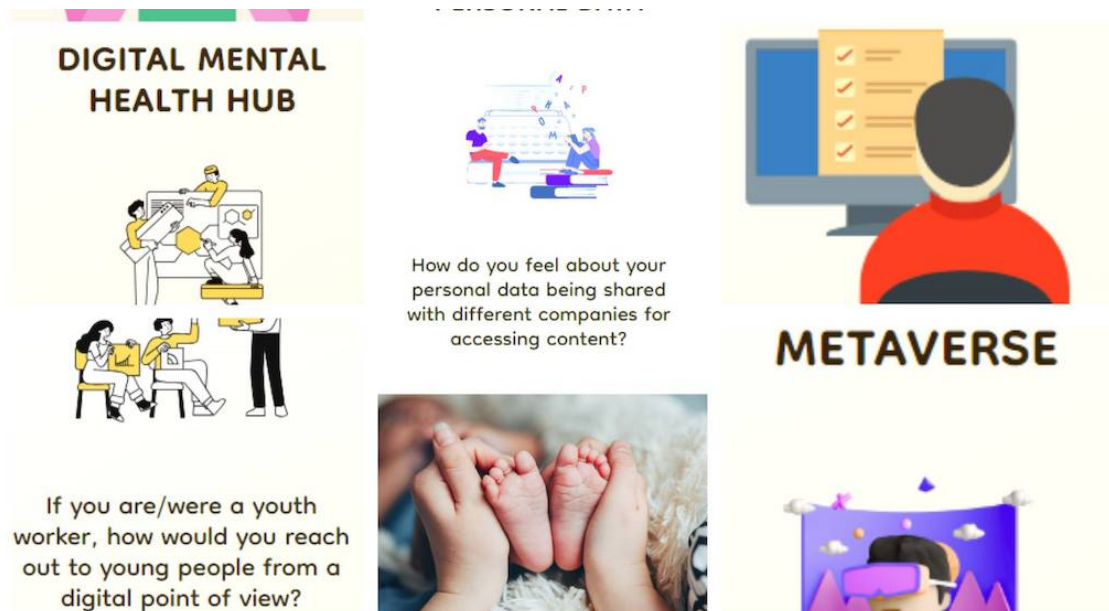 DIGITAL MENTAL
HEALTH HUB
If you are/were a youth
worker, how would you reach
out to young people from a
digital point of view?
How do you feel about your
personal data being shared
with different companies for
accessing content?
METAVERSE